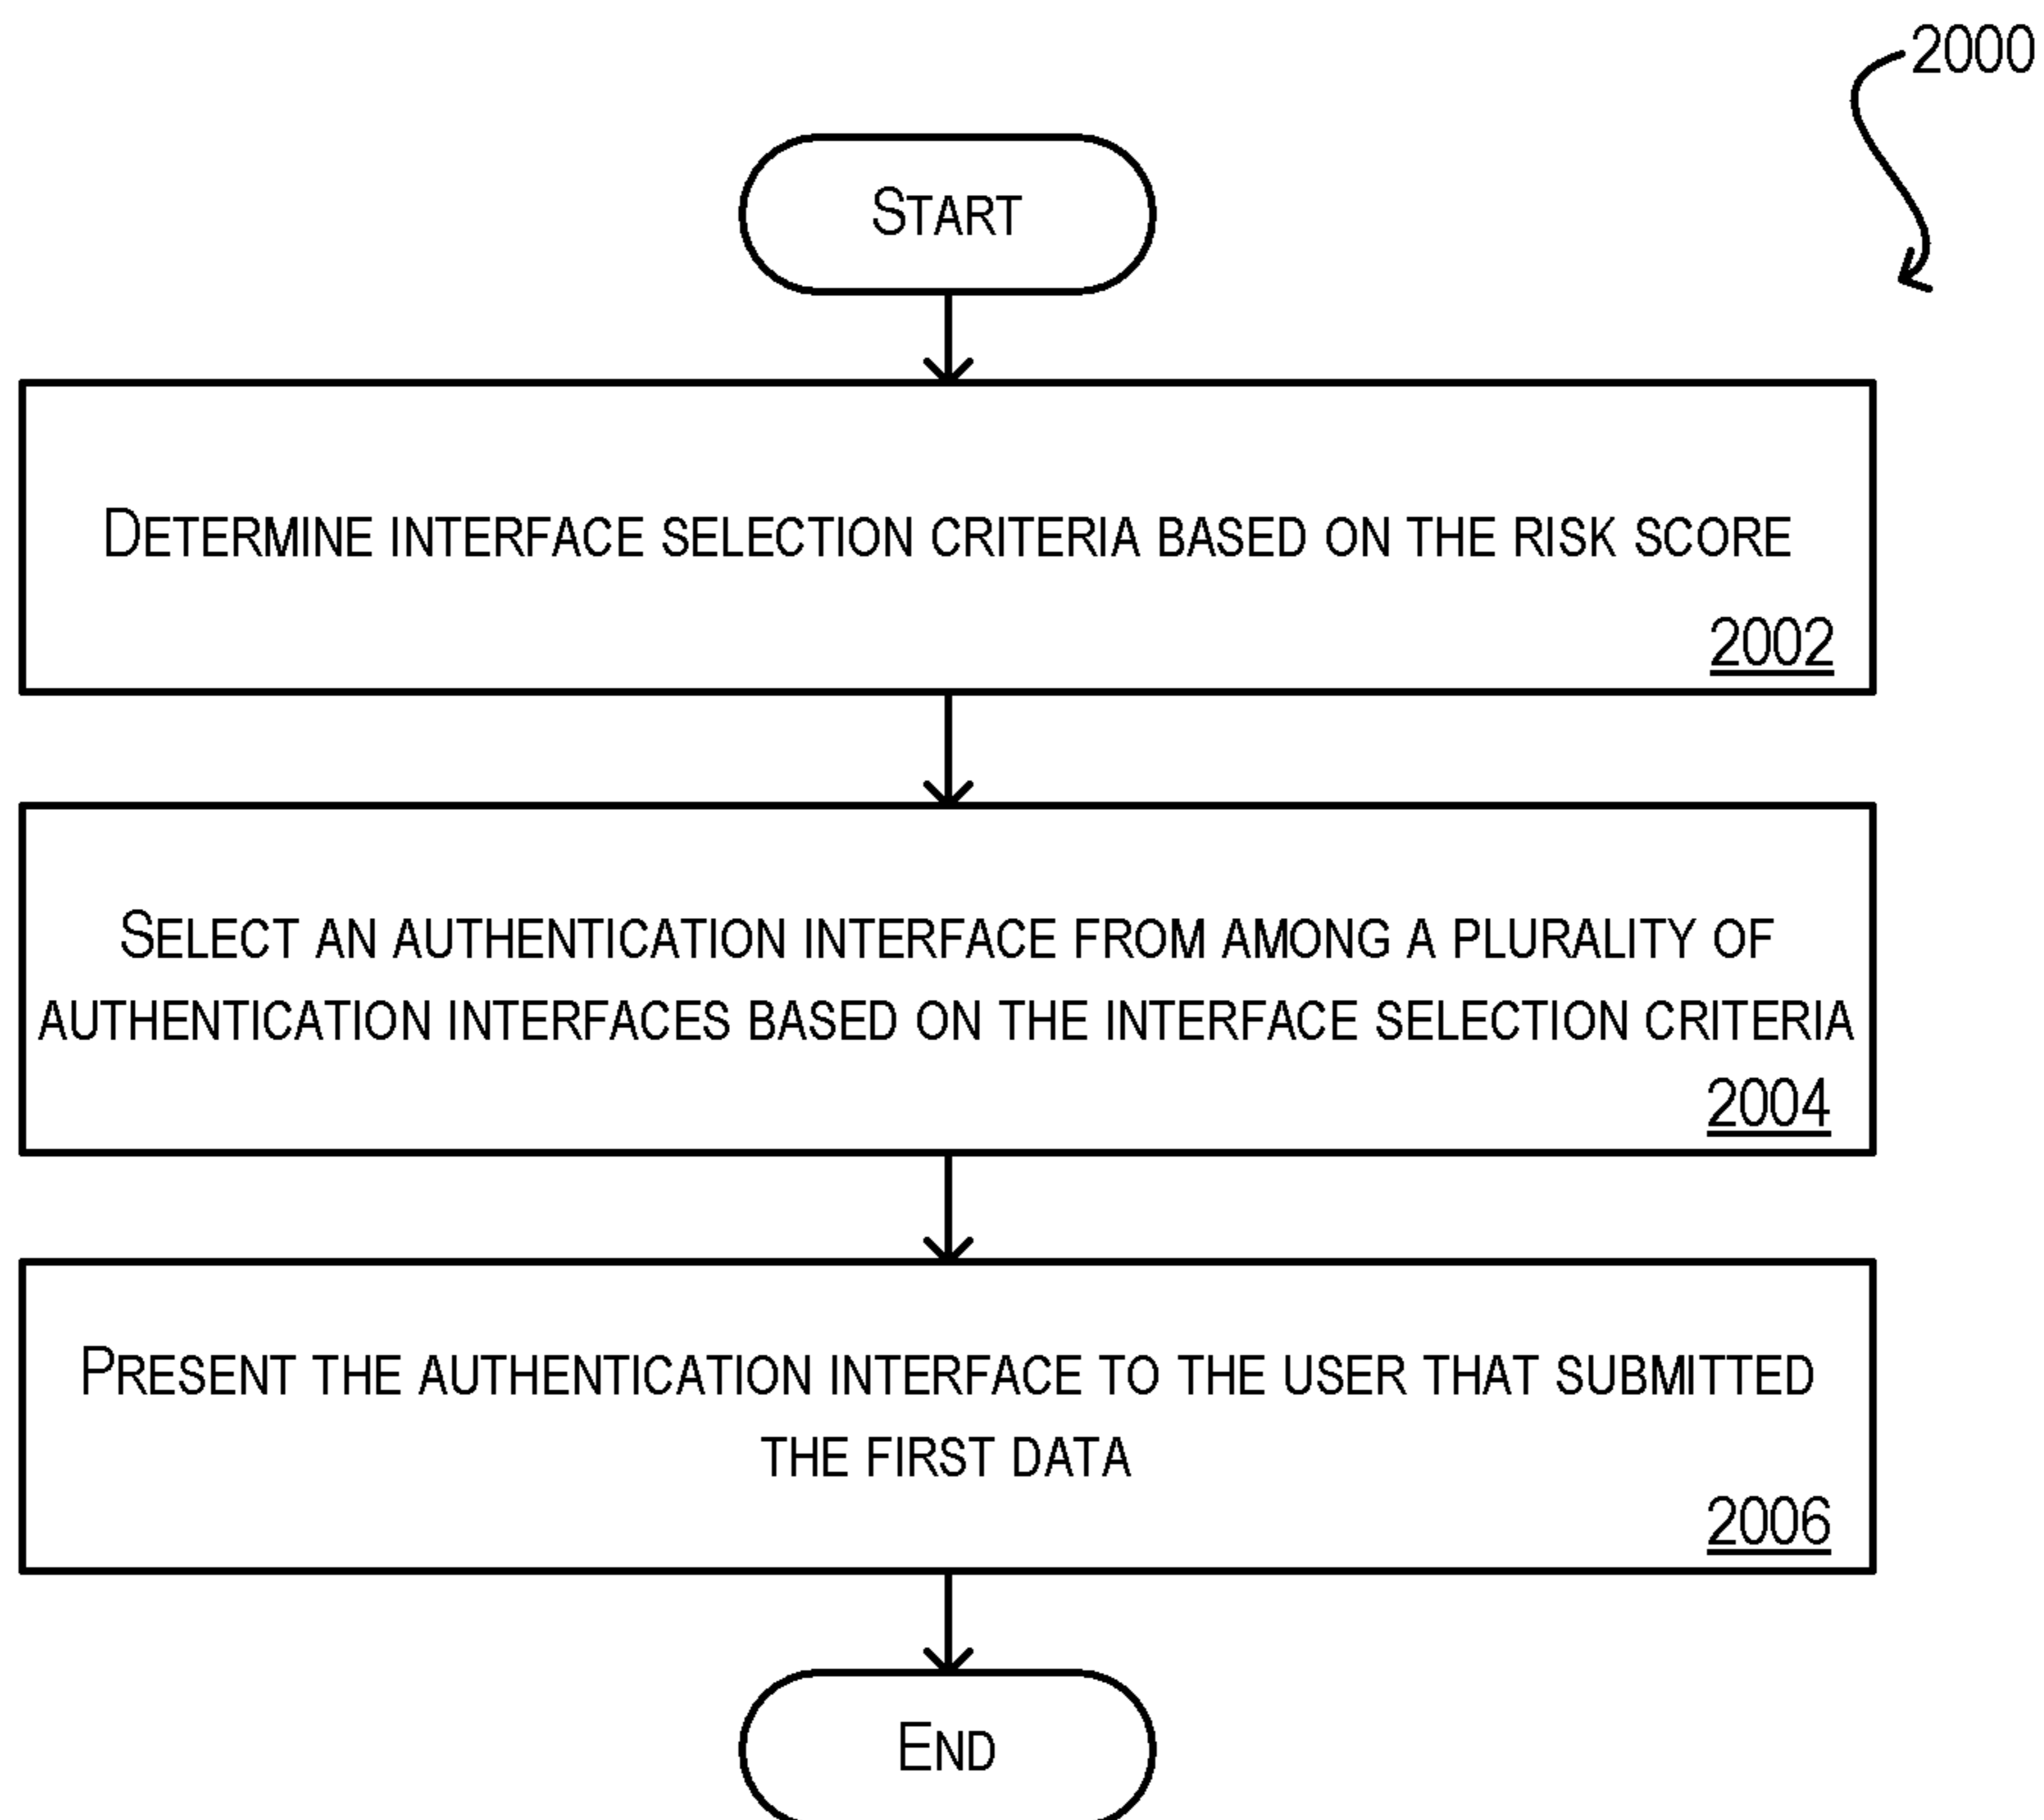 2000
START
DETERMINE INTERFACE SELECTION CRITERIA BASED ON THE RISK SCORE
2002
SELECT AN AUTHENTICATION INTERFACE FROM AMONG A PLURALITY OF
AUTHENTICATION INTERFACES BASED ON THE INTERFACE SELECTION CRITERIA
2004
PRESENT THE AUTHENTICATION INTERFACE TO THE USER THAT SUBMITTED
THE FIRST DATA
2006
END